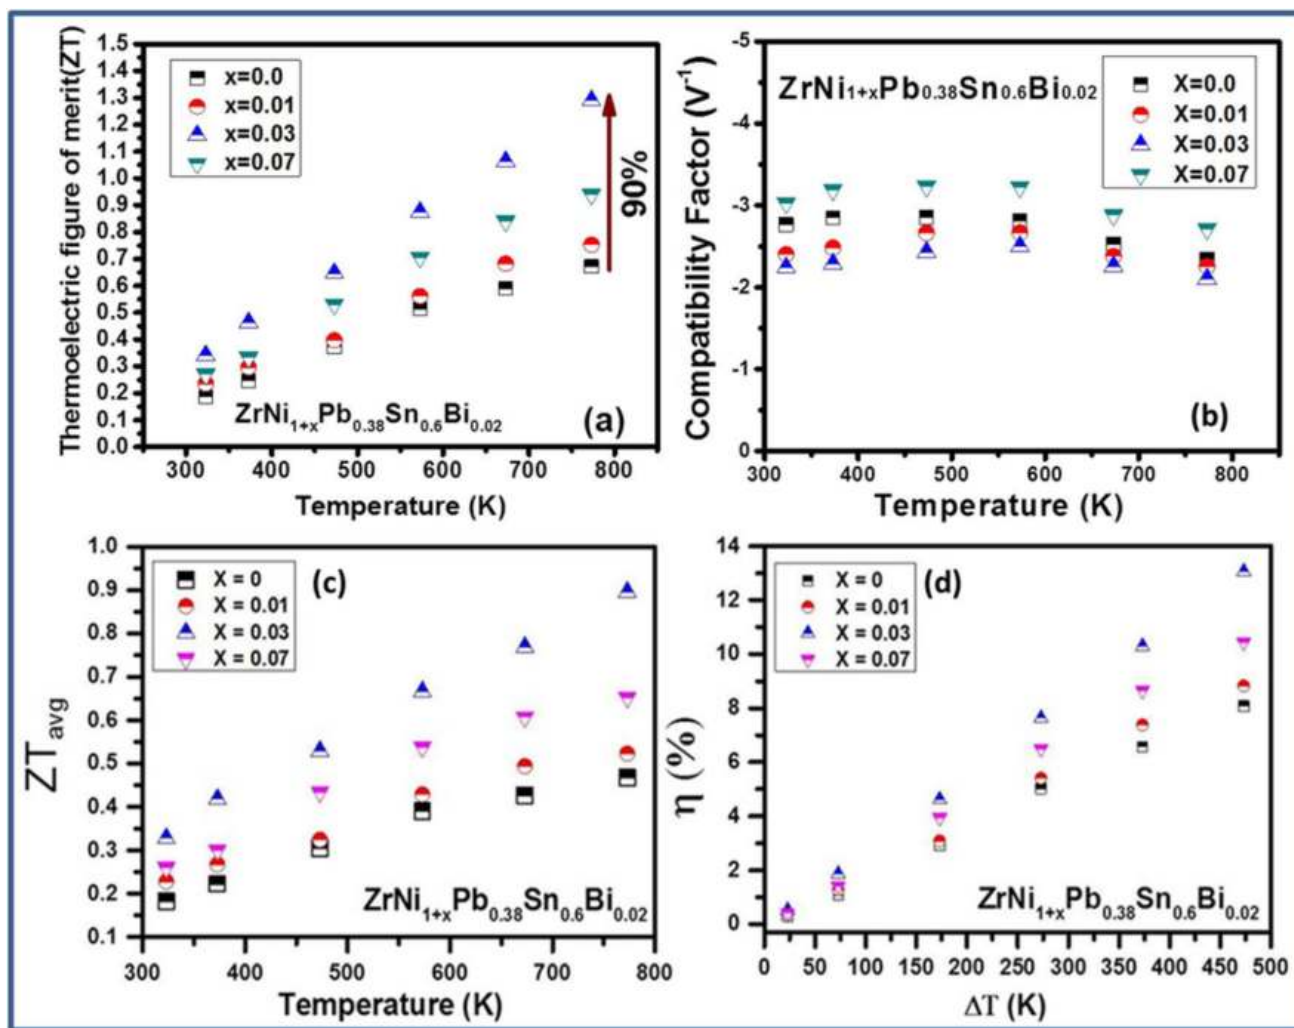 Thermoelectric figure of merit(ZT)
1.5
1.4
1.3
1.2
1.1
1.0
0.9
0.8
0.7
0.6
0.5
0.4
0.3
0.2
0.1
0.0
x=0.0
x=0.01
x=0.03
x=0.07
90%
ZrNi1+xPb0.38Sn0.6Bi0.02
(a)
300 400 500 600 700 800
Temperature (K)
Compatibility Factor (V-1)
-5
-4
-3
-2
-1
0
ZrNi1+xPb0.38Sn0.6Bi0.02
X=0.0
X=0.01
X=0.03
X=0.07
(b)
300 400 500 600 700 800
Temperature (K)
ZTavg
1.0
0.9
0.8
0.7
0.6
0.5
0.4
0.3
0.2
0.1
X = 0
X = 0.01
X = 0.03
X = 0.07
(c)
ZrNi1+xPb0.38Sn0.6Bi0.02
300 400 500 600 700 800
Temperature (K)
η (%)
14
12
10
8
6
4
2
0
X = 0
X = 0.01
X = 0.03
X = 0.07
(d)
ZrNi1+xPb0.38Sn0.6Bi0.02
0 50 100 150 200 250 300 350 400 450 500
ΔT (K)